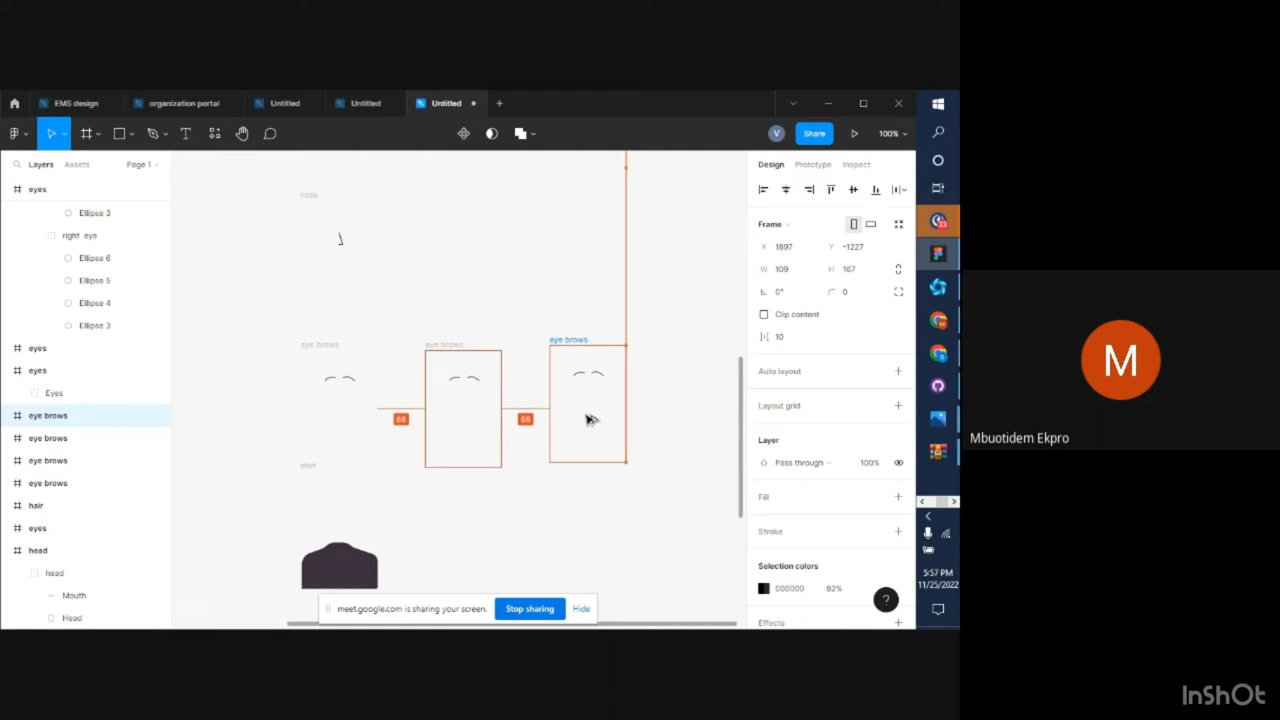 EMS design
organization portal
Untitled
Untitled
Untitled
V
Share
100%
Layers
Assets
Page 1
Design
Prototype
Inspect
eyes
Ellipse 3
right eye
Ellipse 6
Ellipse 5
Ellipse 4
Ellipse 3
eyes
eyes
Eyes
eye brows
eye brows
eye brows
eye brows
hair
eyes
head
head
Mouth
Head
nose
eye brows
eye brows
eye brows
68
68
shirt
Frame
X 1897
Y -1227
W 109
H 167
0°
0
Clip content
10
Auto layout
Layout grid
Layer
Pass through
100%
Fill
Stroke
Selection colors
000000
82%
Effects
?
meet.google.com is sharing your screen.
Stop sharing
Hide
5:57 PM
11/25/2022
M
Mbuotidem Ekpro
InShOt